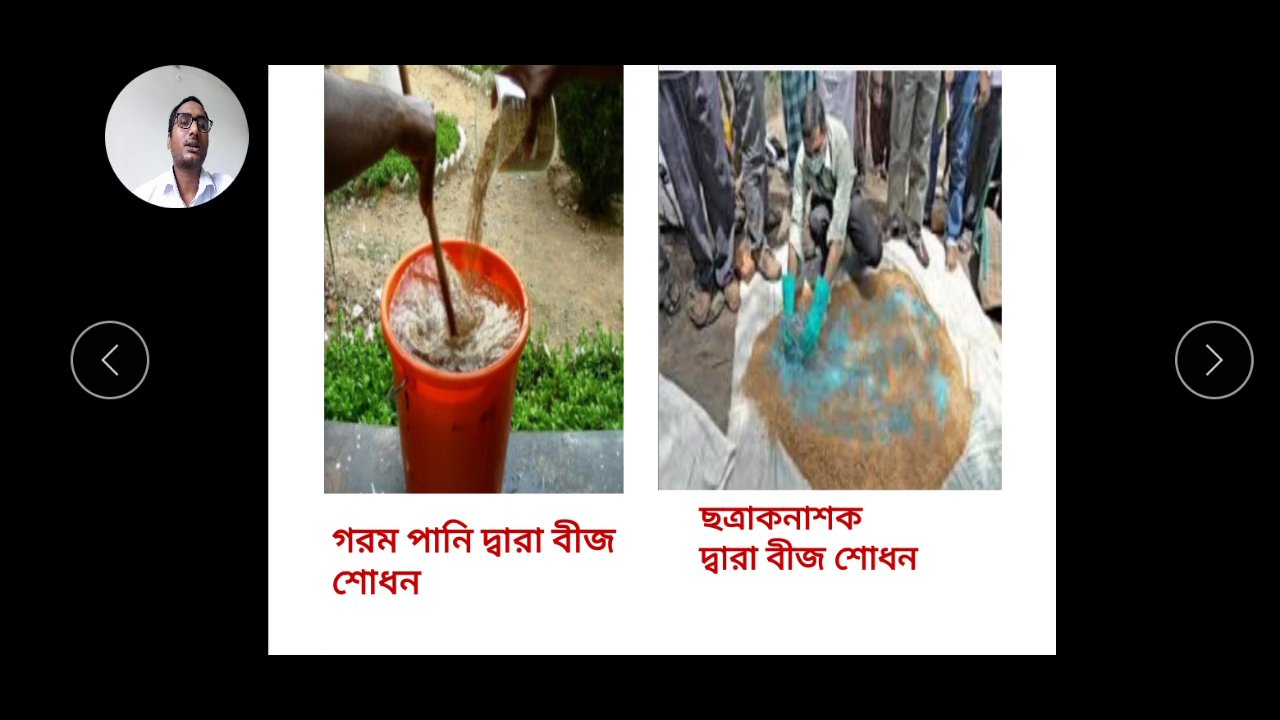 গরম পানি দ্বারা বীজ
শোধন
ছত্রাকনাশক
দ্বারা বীজ শোধন